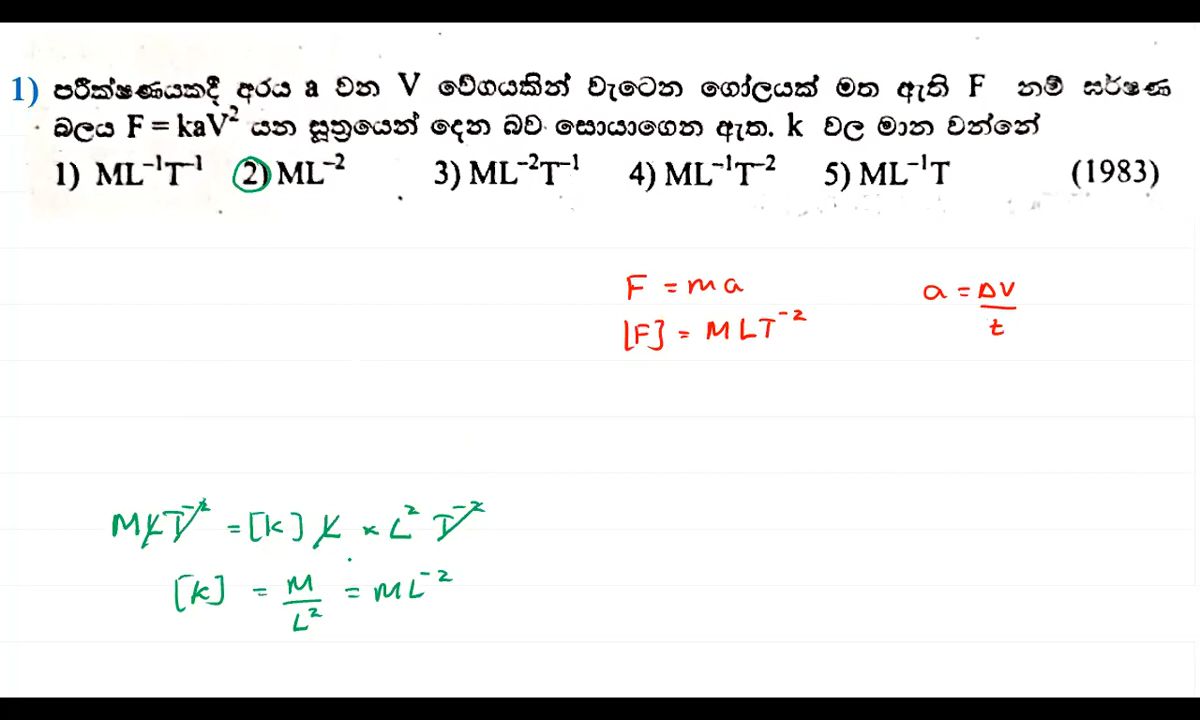 1) පරීක්ෂණයකදී අරය a වන V වේගයකින් වැටෙන ගෝලයක් මත ඇති F නම් ඝර්ෂණ
බලය F = kaV² යන සූත්‍රයෙන් දෙන බව සොයාගෙන ඇත. k වල මාන වන්නේ
1) ML⁻¹T⁻¹ 2) ML⁻² 3) ML⁻²T⁻¹ 4) ML⁻¹T⁻² 5) ML⁻¹T (1983)
F = ma a = ΔV/t
[F] = MLT⁻²
MLT⁻² = [k] L × L² T⁻²
[k] = M/L² = ML⁻²